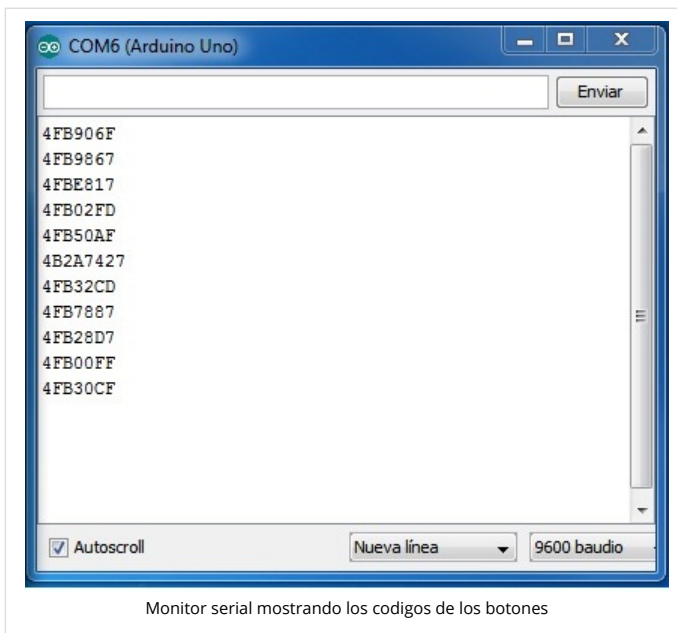 COM6 (Arduino Uno)
Enviar
4FB906F
4FB9867
4FBE817
4FB02FD
4FB50AF
4B2A7427
4FB32CD
4FB7887
4FB28D7
4FB00FF
4FB30CF
Autoscroll
Nueva línea
9600 baudio
Monitor serial mostrando los codigos de los botones